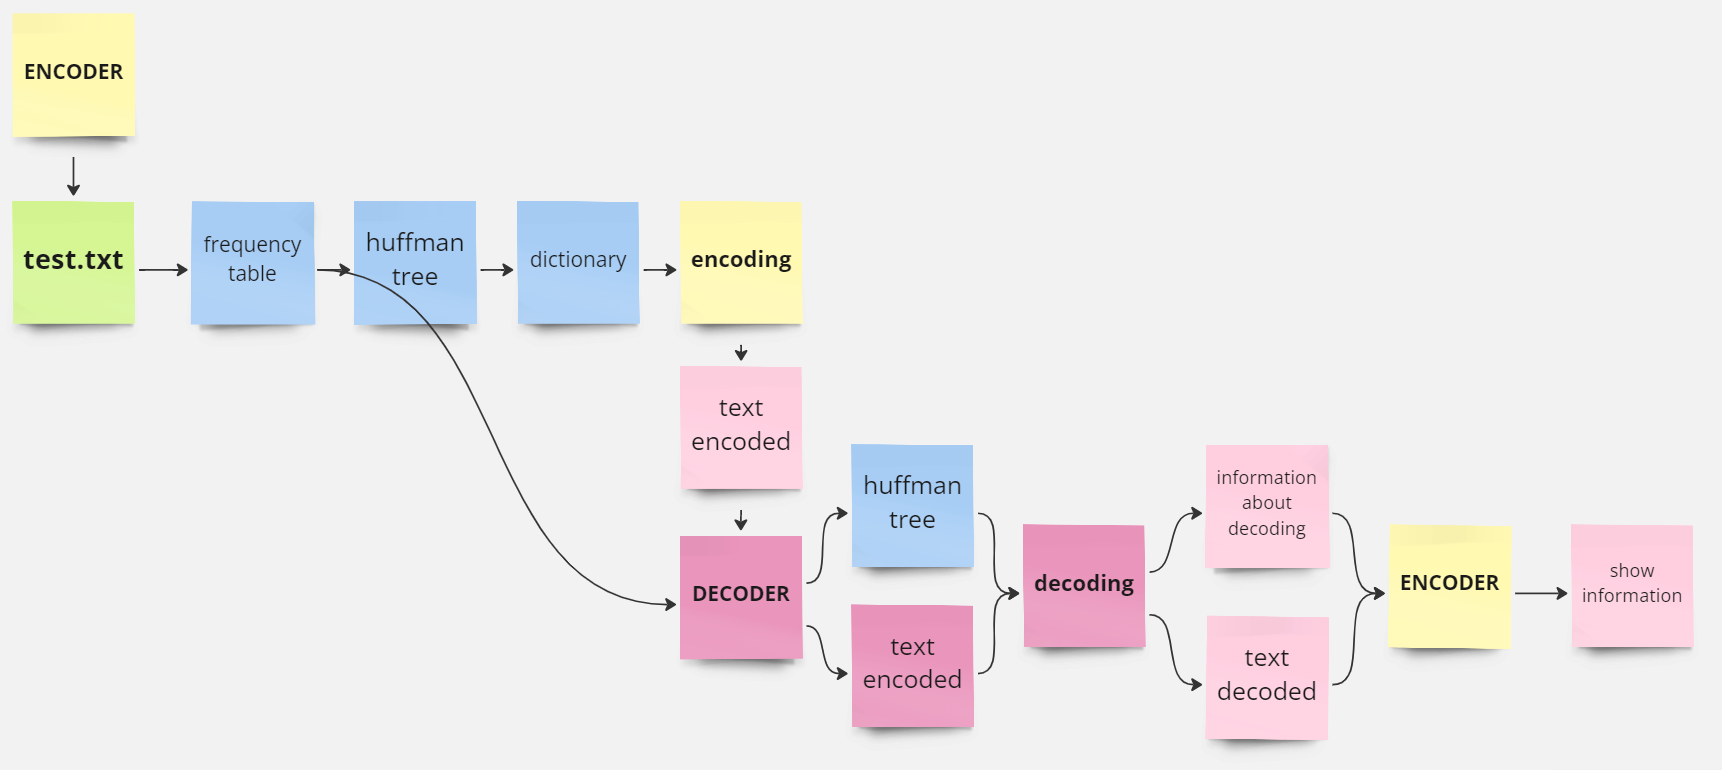 ENCODER
test.txt
frequency
table
huffman
tree
dictionary
encoding
text
encoded
DECODER
huffman
tree
text
encoded
decoding
information
about
decoding
text
decoded
ENCODER
show
information